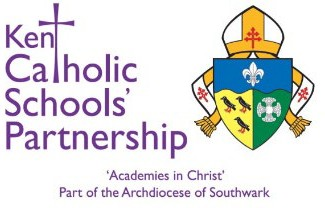 Kent
Catholic
Schools’
Partnership
‘Academies in Christ’
Part of the Archdiocese of Southwark